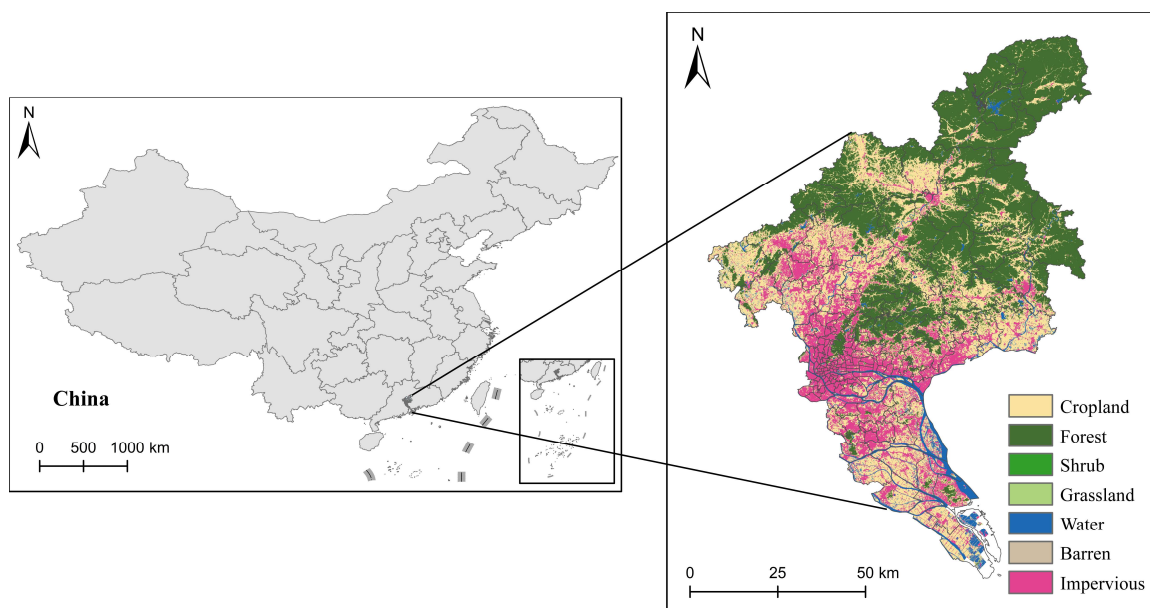 N
China
0 500 1000 km
N
Cropland
Forest
Shrub
Grassland
Water
Barren
Impervious
0 25 50 km